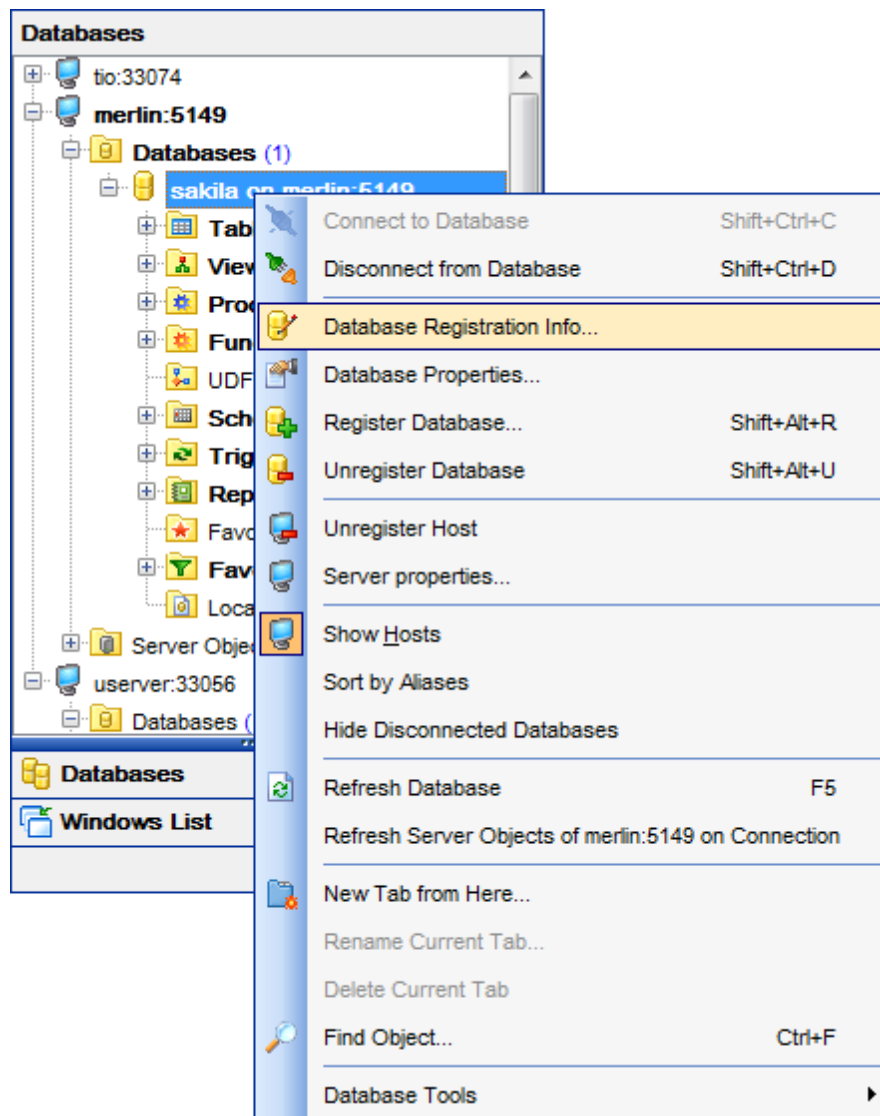 Databases
tio:33074
merlin:5149
Databases (1)
sakila on merlin:5149
Tab
View
Proc
Fun
UDF
Sch
Trig
Rep
Favo
Fav
Loca
Server Obje
userver:33056
Databases (
Databases
Windows List
Connect to Database Shift+Ctrl+C
Disconnect from Database Shift+Ctrl+D
Database Registration Info...
Database Properties...
Register Database... Shift+Alt+R
Unregister Database Shift+Alt+U
Unregister Host
Server properties...
Show Hosts
Sort by Aliases
Hide Disconnected Databases
Refresh Database F5
Refresh Server Objects of merlin:5149 on Connection
New Tab from Here...
Rename Current Tab...
Delete Current Tab
Find Object... Ctrl+F
Database Tools